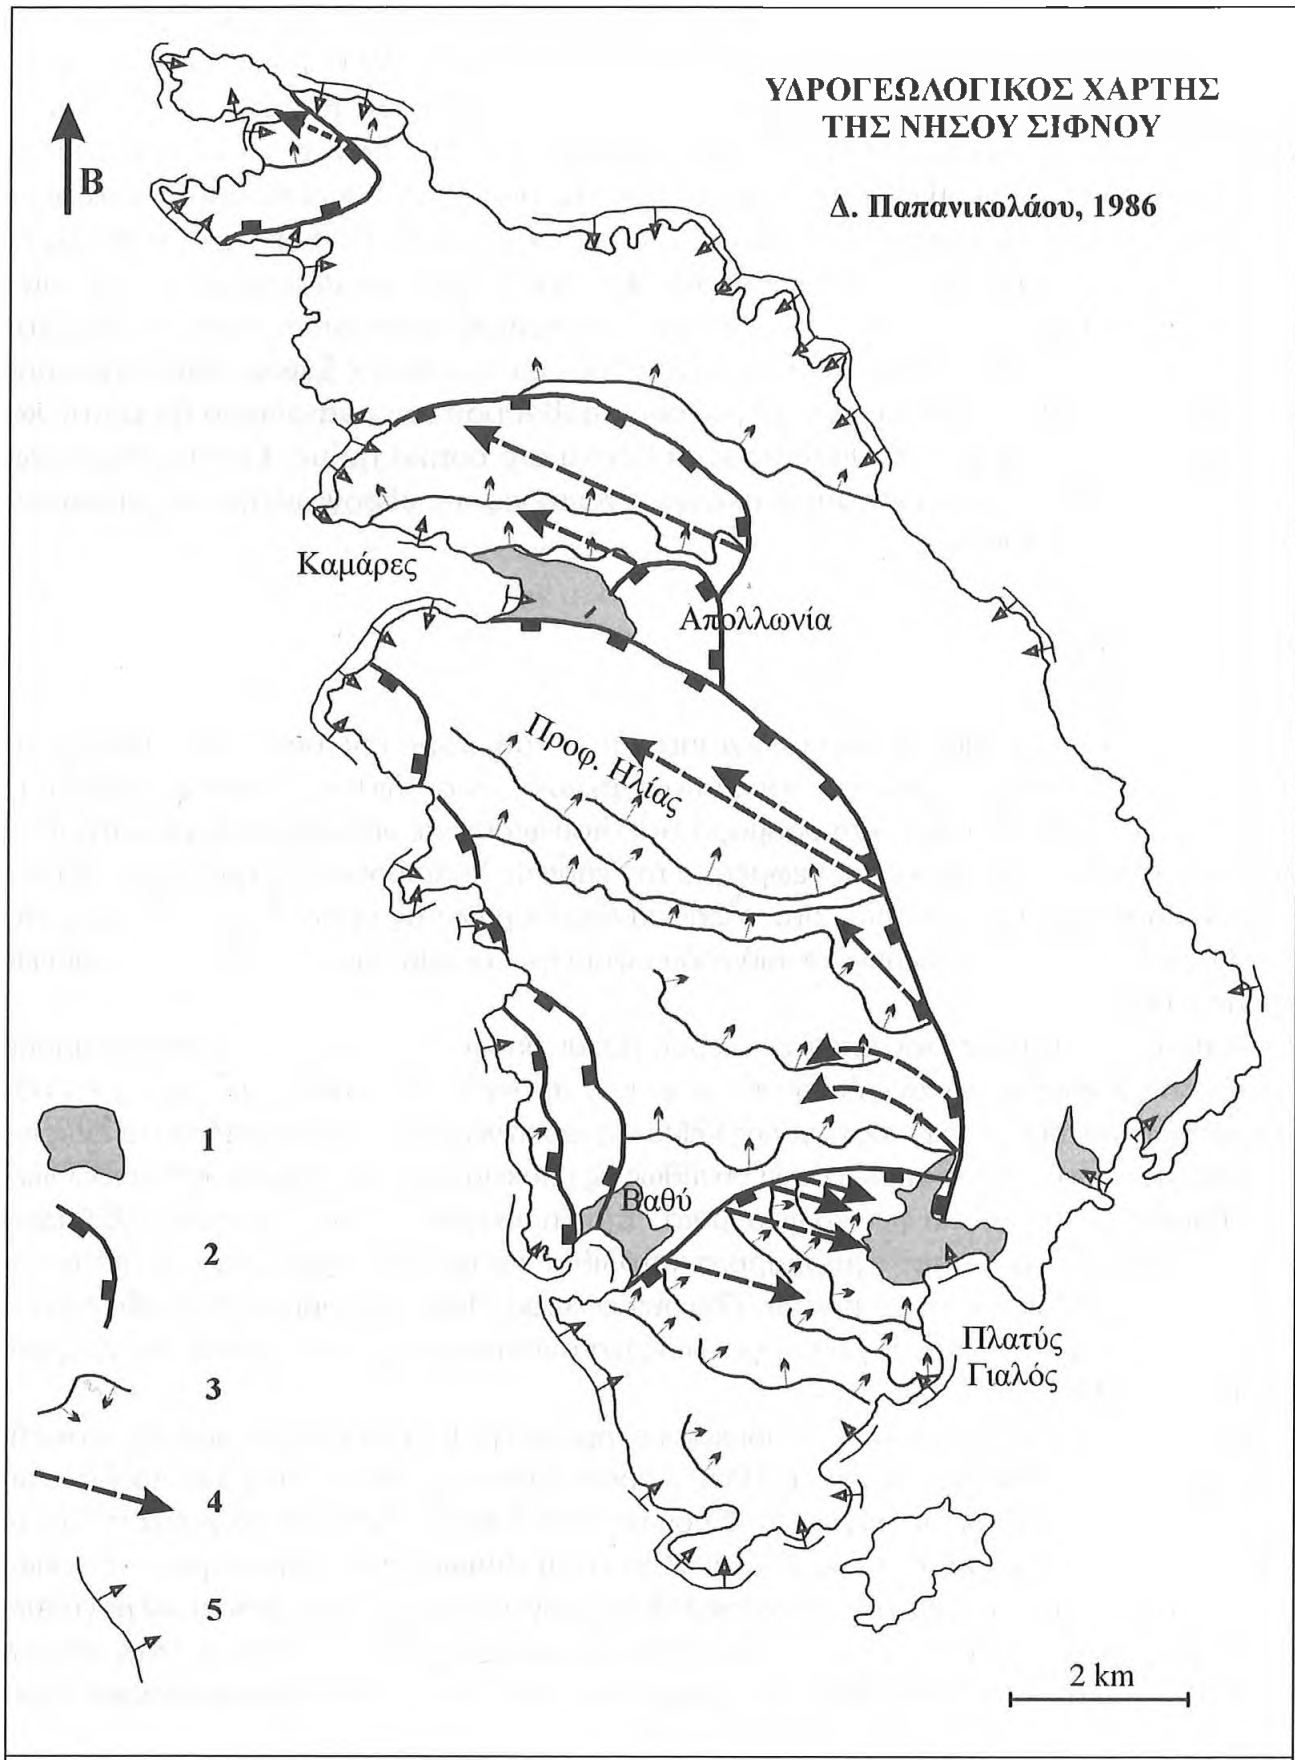 ΥΔΡΟΓΕΩΛΟΓΙΚΟΣ ΧΑΡΤΗΣ
ΤΗΣ ΝΗΣΟΥ ΣΙΦΝΟΥ
Δ. Παπανικολάου, 1986
Β
Καμάρες
Απολλωνία
Προφ. Ηλίας
Βαθύ
Πλατύς
Γιαλός
1
2
3
4
5
2 km